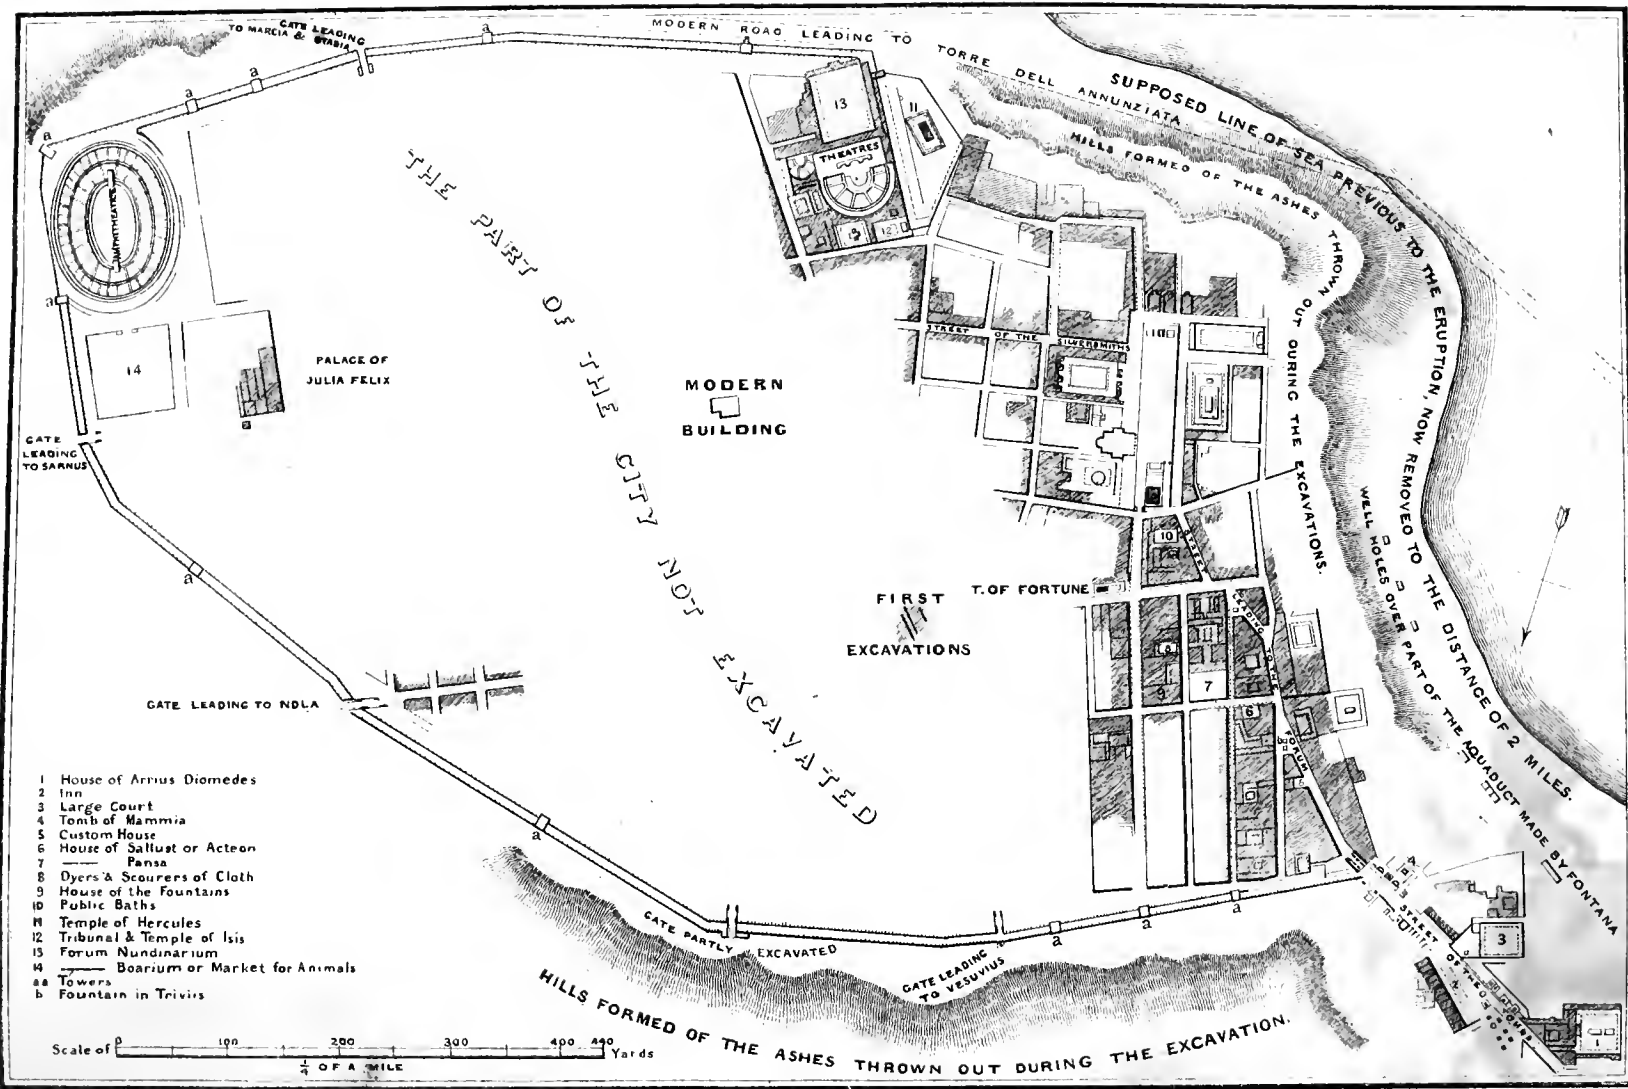 GATE LEADING
TO MARCIA & STABIA
MODERN ROAD LEADING TO TORRE DELL ANNUNZIATA
SUPPOSED LINE OF SEA PREVIOUS TO THE ERUPTION, NOW REMOVED TO THE DISTANCE OF 2 MILES.
HILLS FORMED OF THE ASHES THROWN OUT DURING THE EXCAVATIONS.
a
a
a
a
a
a
13
11
THEATRES
12
12
AMPHITHEATRE
THE PART OF THE CITY NOT EXCAVATED
14
PALACE OF
JULIA FELIX
MODERN
BUILDING
STREET OF THE SILVERSMITHS
GATE
LEADING
TO SARNUS
a
WELL HOLES OVER PART OF THE AQUADUCT MADE BY FONTANA
10
STREET LEADING TO THE FORUM
T. OF FORTUNE
FIRST
EXCAVATIONS
8
9
7
6
b
GATE LEADING TO NOLA
a
1 House of Arrius Diomedes
2 Inn
3 Large Court
4 Tomb of Mammia
5 Custom House
6 House of Sallust or Acteon
7 —— Pansa
8 Dyers & Scourers of Cloth
9 House of the Fountains
10 Public Baths
11 Temple of Hercules
12 Tribunal & Temple of Isis
13 Forum Nundinarium
14 —— Boarium or Market for Animals
aa Towers
b Fountain in Triviis
GATE PARTLY EXCAVATED
GATE LEADING
TO VESUVIUS
a
a
a
STREET OF THE TOMBS
3
2
1
HILLS FORMED OF THE ASHES THROWN OUT DURING THE EXCAVATION.
Scale of 0 100 200 300 400 440 Yards
¼ OF A MILE